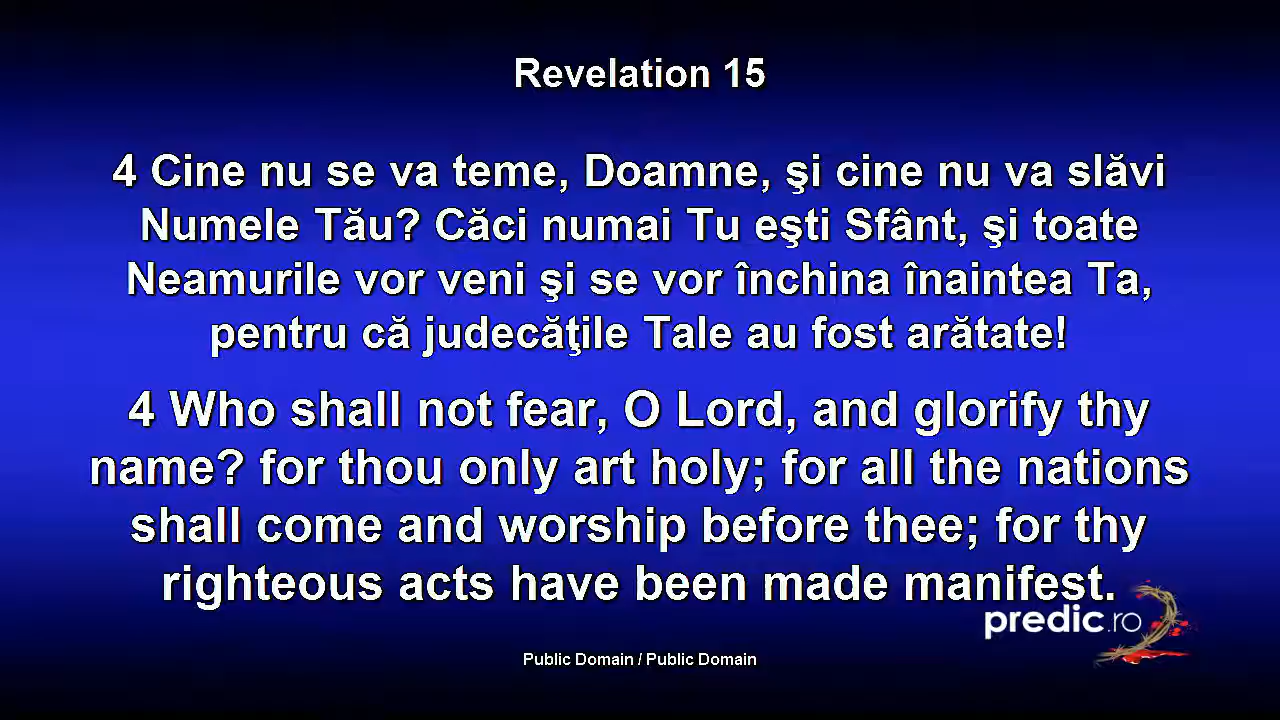 Revelation 15
4 Cine nu se va teme, Doamne, şi cine nu va slăvi
Numele Tău? Căci numai Tu eşti Sfânt, şi toate
Neamurile vor veni şi se vor închina înaintea Ta,
pentru că judecăţile Tale au fost arătate!
4 Who shall not fear, O Lord, and glorify thy
name? for thou only art holy; for all the nations
shall come and worship before thee; for thy
righteous acts have been made manifest.
predic.ro
Public Domain / Public Domain